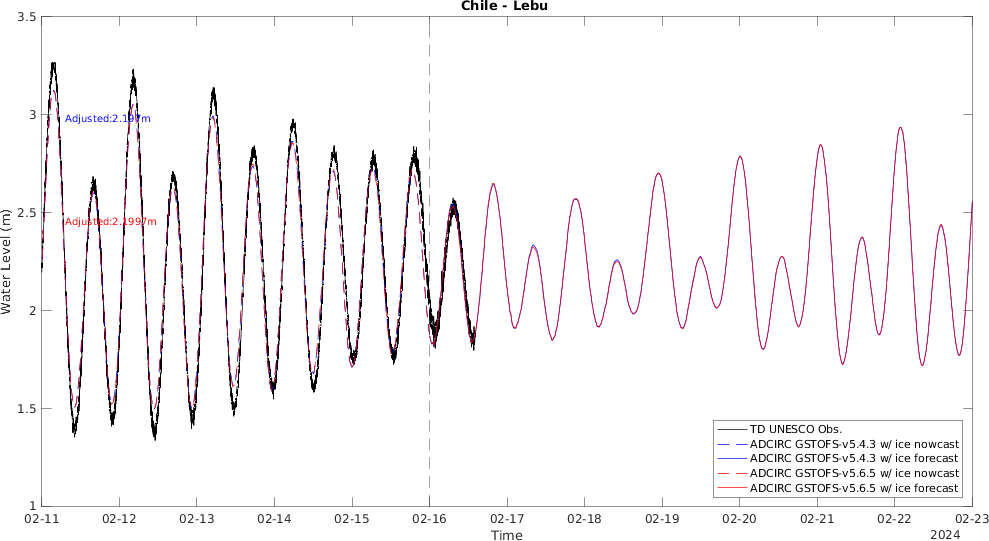 Chile - Lebu
3.5
3
2.5
2
1.5
1
Water Level (m)
Adjusted:2.197m
Adjusted:2.1997m
TD UNESCO Obs.
ADCIRC GSTOFS-v5.4.3 w/ ice nowcast
ADCIRC GSTOFS-v5.4.3 w/ ice forecast
ADCIRC GSTOFS-v5.6.5 w/ ice nowcast
ADCIRC GSTOFS-v5.6.5 w/ ice forecast
02-11 02-12 02-13 02-14 02-15 02-16 02-17 02-18 02-19 02-20 02-21 02-22 02-23
Time
2024